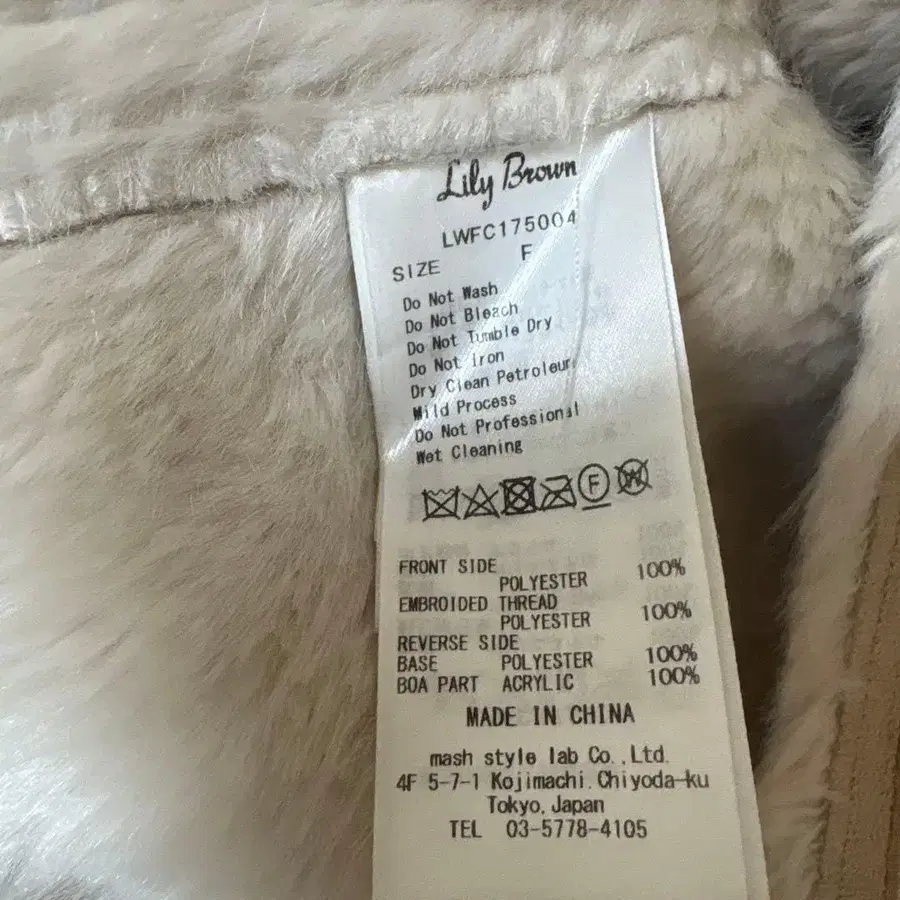 Lily Brown
LWFC175004
SIZE F
Do Not Wash
Do Not Bleach
Do Not Tumble Dry
Do Not Iron
Dry Clean Petroleum
Mild Process
Do Not Professional
Wet Cleaning
F W
FRONT SIDE
POLYESTER 100%
EMBROIDED THREAD
POLYESTER 100%
REVERSE SIDE
BASE POLYESTER 100%
BOA PART ACRYLIC 100%
MADE IN CHINA
mash style lab Co.,Ltd.
4F 5-7-1 Kojimachi.Chiyoda-ku
Tokyo,Japan
TEL 03-5778-4105